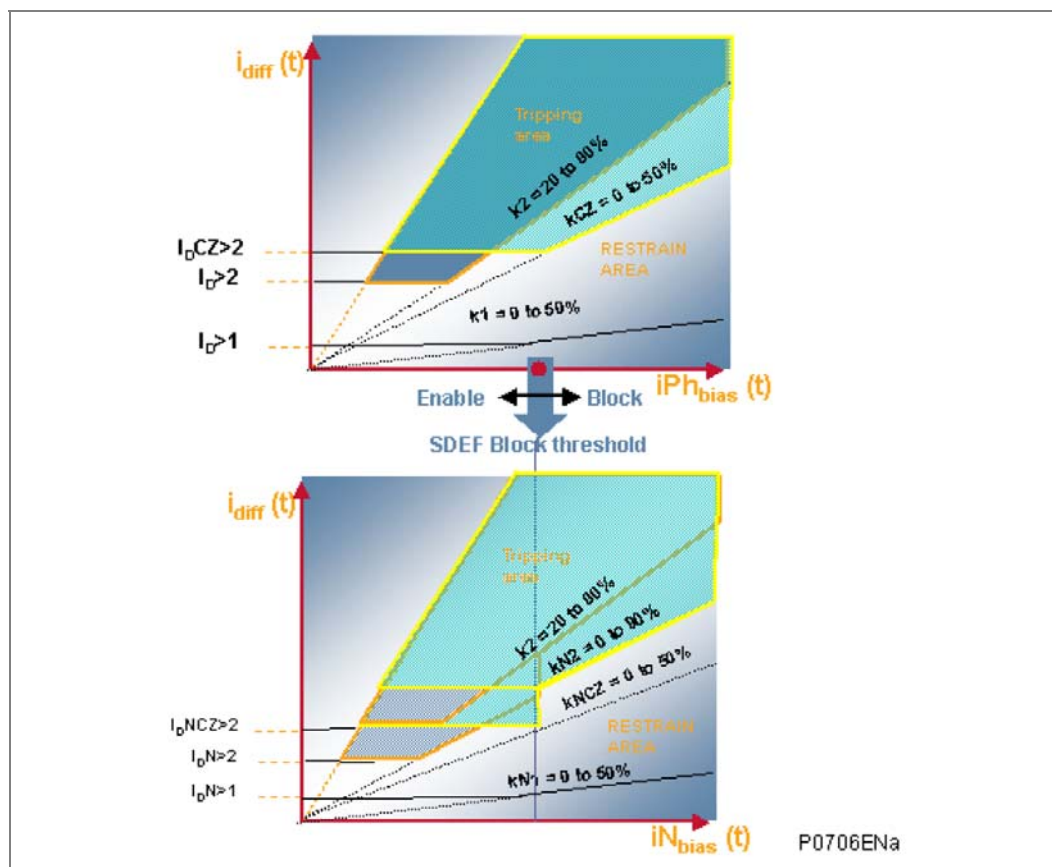 idiff (t)
Tripping
area
k2 = 20 to 80%
kCZ = 0 to 50%
IDCZ>2
RESTRAIN
AREA
ID>2
k1 = 0 to 50%
ID>1
iPhbias (t)
Enable
Block
SDEF Block threshold
idiff (t)
Tripping
area
k2 = 20 to 80%
kN2 = 0 to 80%
kNCZ = 0 to 50%
IDNCZ>2
RESTRAIN
AREA
IDN>2
kN1 = 0 to 50%
IDN>1
iNbias (t)
P0706ENa